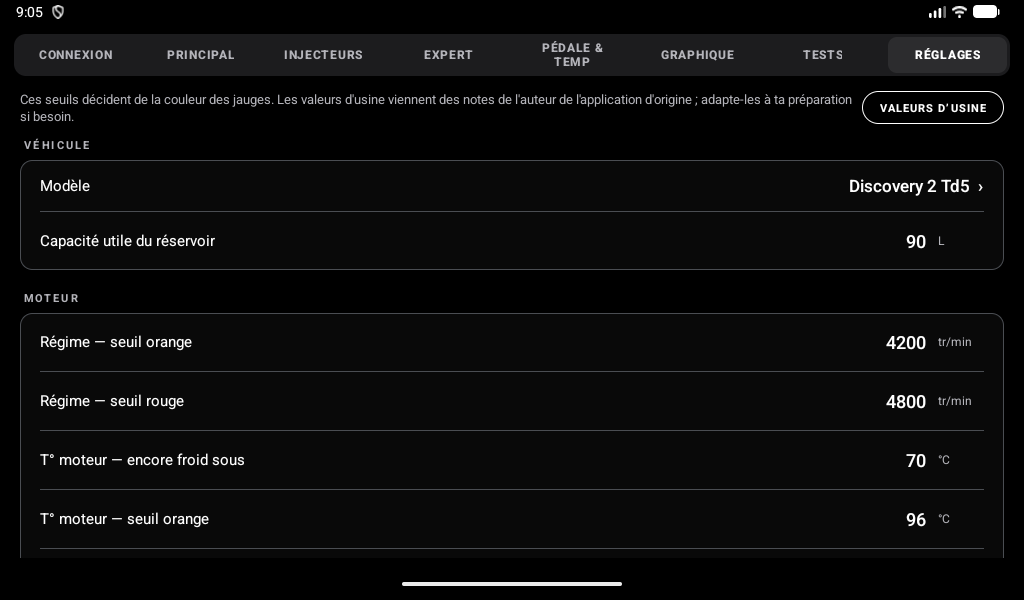 9:05
CONNEXION PRINCIPAL INJECTEURS EXPERT PÉDALE & TEMP GRAPHIQUE TESTS RÉGLAGES
Ces seuils décident de la couleur des jauges. Les valeurs d'usine viennent des notes de l'auteur de l'application d'origine ; adapte-les à ta préparation
si besoin.
VALEURS D'USINE
VÉHICULE
Modèle Discovery 2 Td5 ›
Capacité utile du réservoir 90 L
MOTEUR
Régime — seuil orange 4200 tr/min
Régime — seuil rouge 4800 tr/min
T° moteur — encore froid sous 70 °C
T° moteur — seuil orange 96 °C